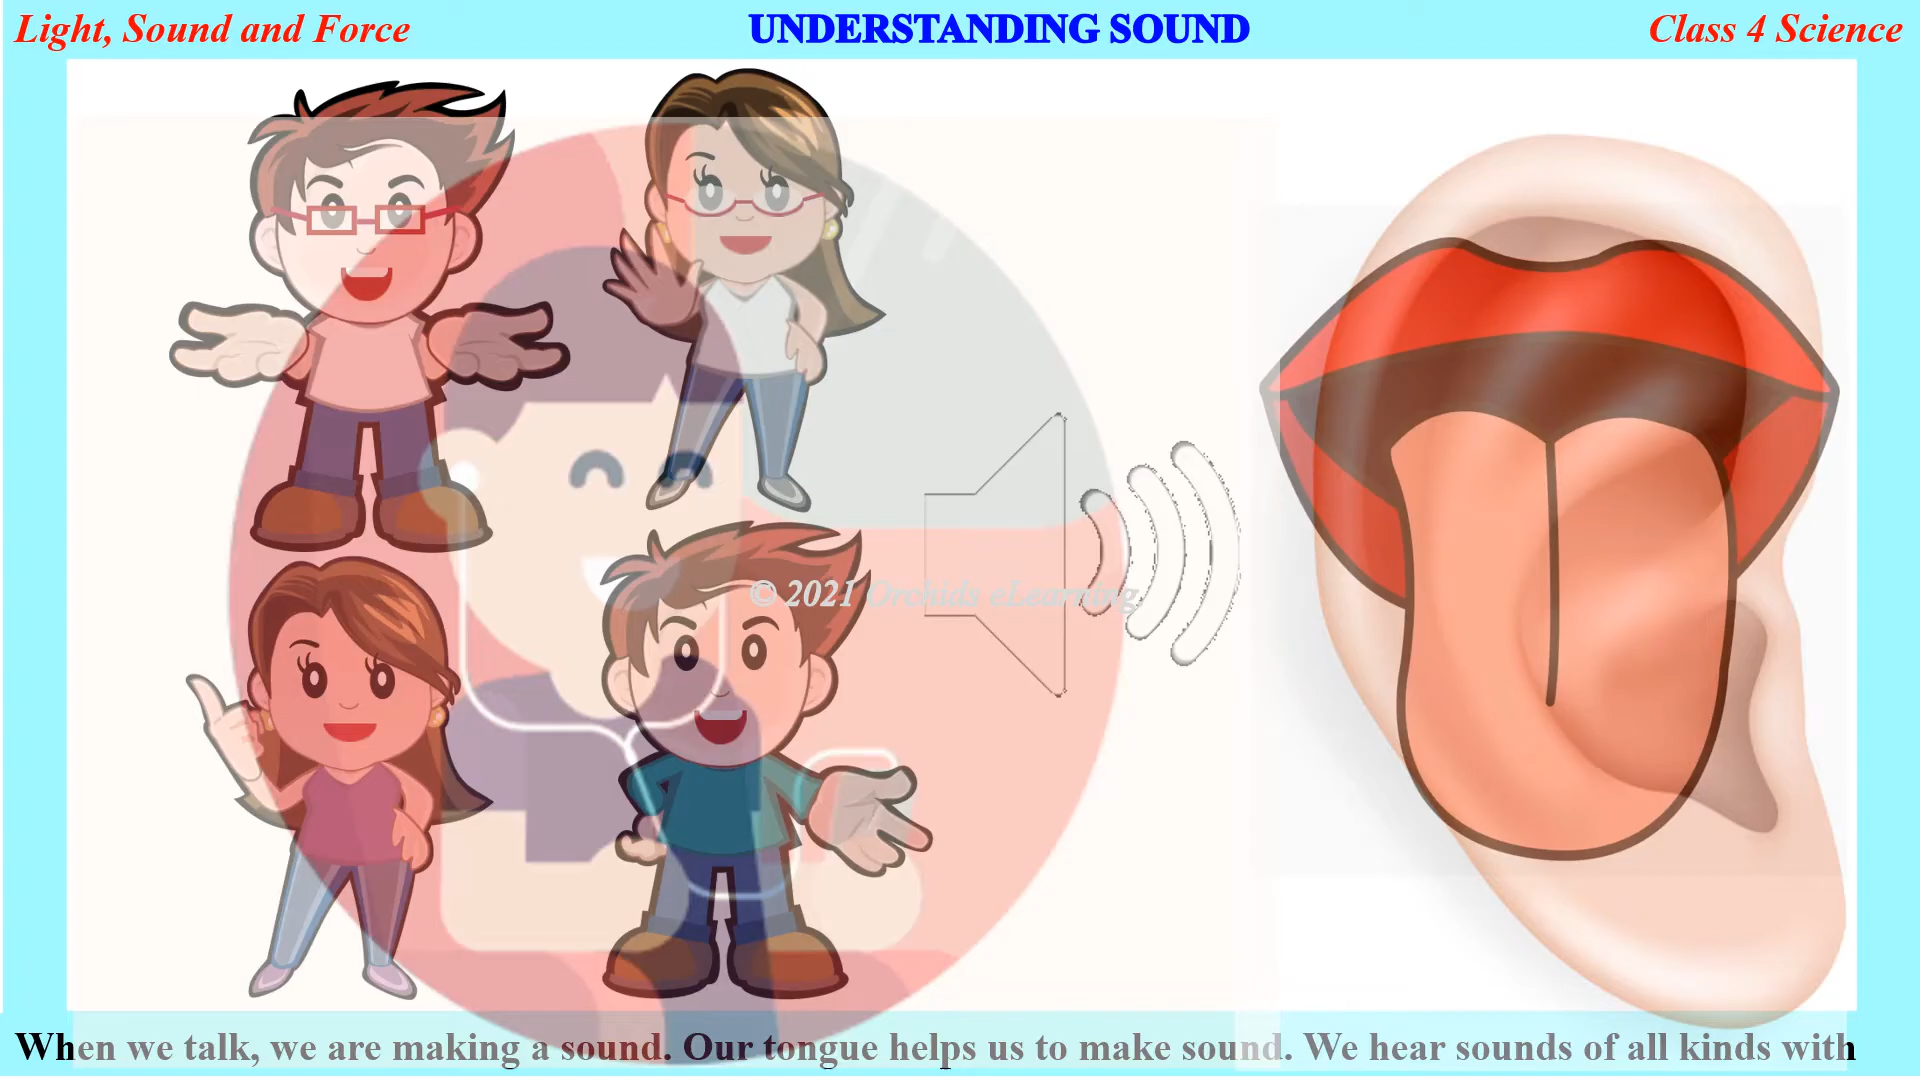 Light, Sound and Force
UNDERSTANDING SOUND
Class 4 Science
© 2021 Orchids eLearning.
When we talk, we are making a sound. Our tongue helps us to make sound. We hear sounds of all kinds with